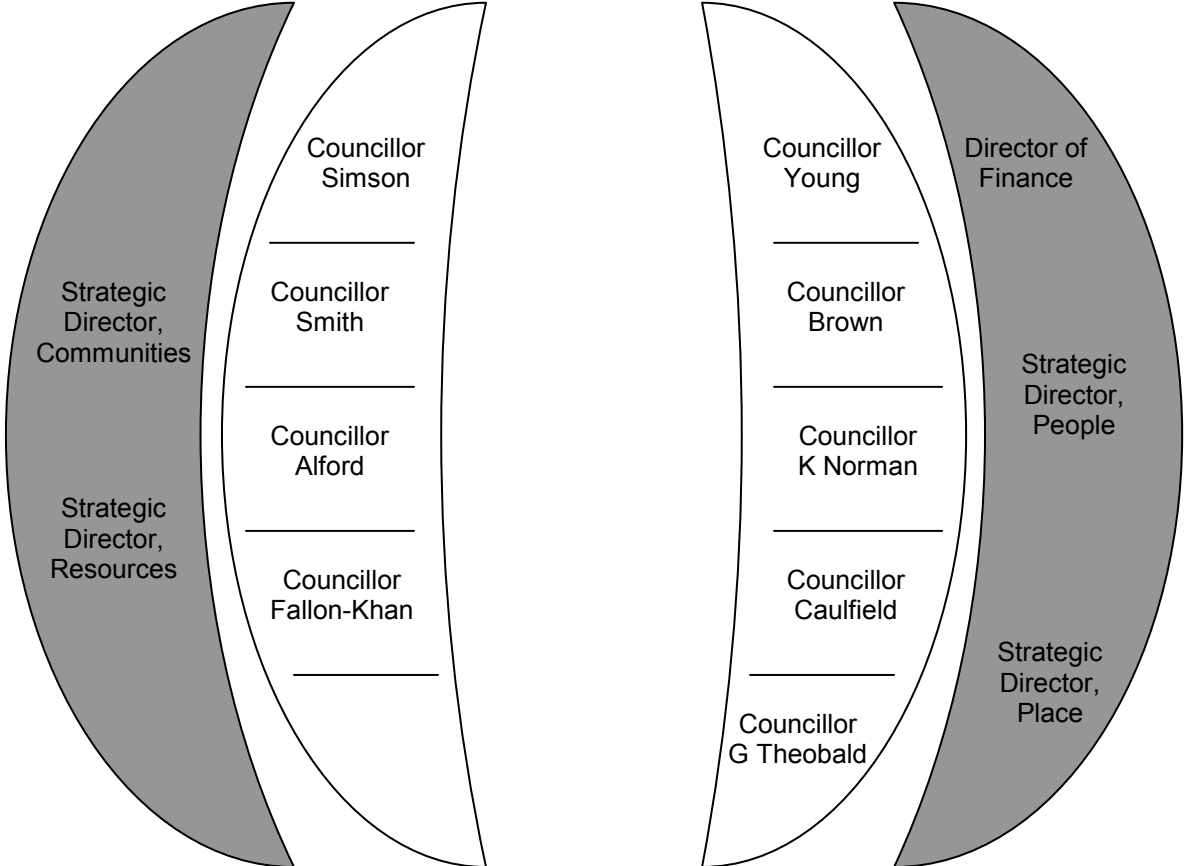 Councillor
Simson
Councillor
Young
Director of
Finance
Strategic
Director,
Communities
Councillor
Smith
Councillor
Brown
Strategic
Director,
People
Councillor
Alford
Councillor
K Norman
Strategic
Director,
Resources
Councillor
Fallon-Khan
Councillor
Caulfield
Strategic
Director,
Place
Councillor
G Theobald